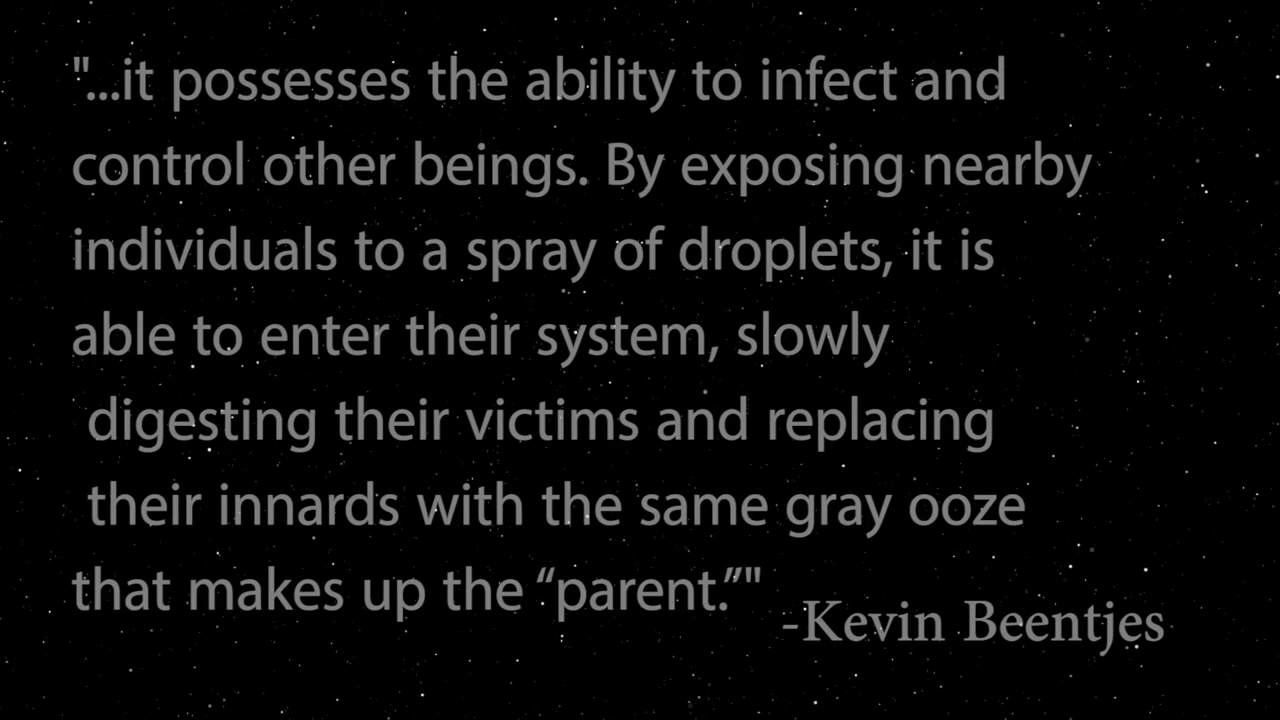 "...it possesses the ability to infect and
control other beings. By exposing nearby
individuals to a spray of droplets, it is
able to enter their system, slowly
digesting their victims and replacing
their innards with the same gray ooze
that makes up the “parent.”"
-Kevin Beentjes